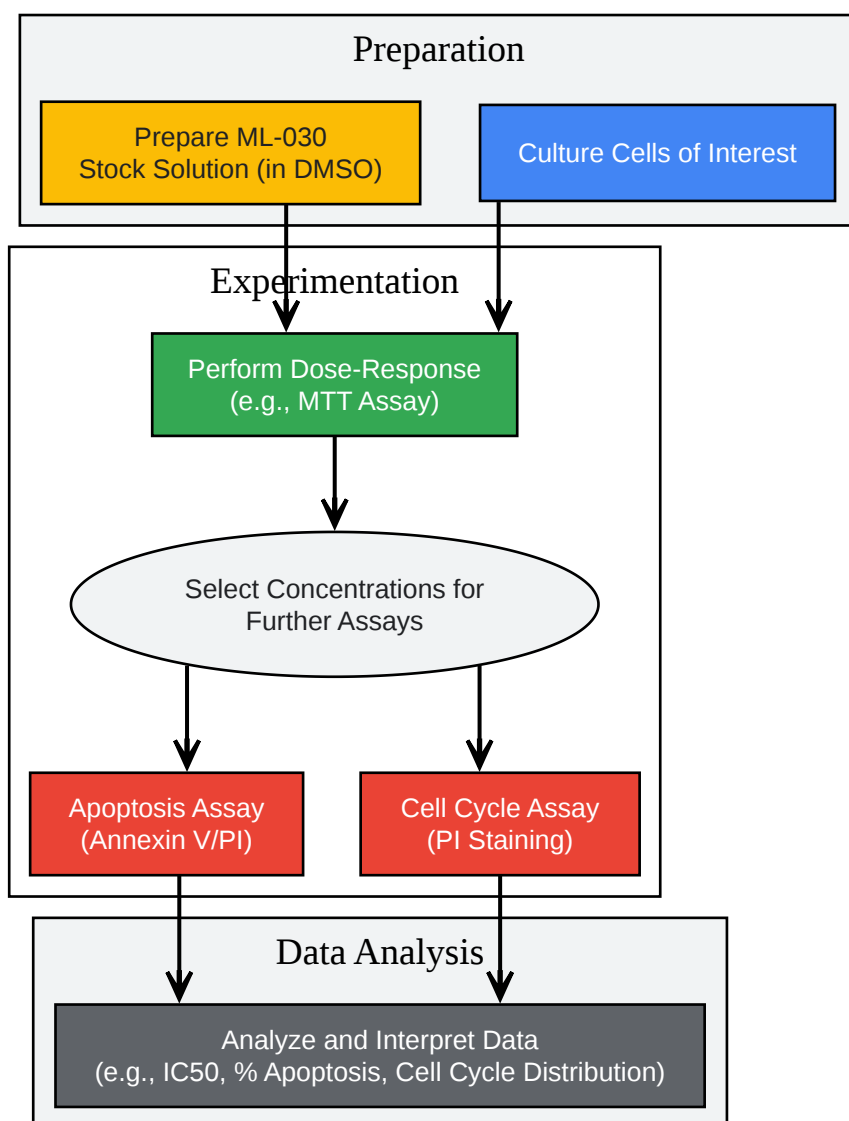 Preparation
Prepare ML-030
Stock Solution (in DMSO)
Culture Cells of Interest
Experimentation
Perform Dose-Response
(e.g., MTT Assay)
Select Concentrations for
Further Assays
Apoptosis Assay
(Annexin V/PI)
Cell Cycle Assay
(PI Staining)
Data Analysis
Analyze and Interpret Data
(e.g., IC50, % Apoptosis, Cell Cycle Distribution)